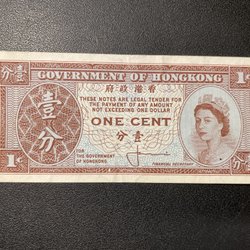 分壹 GOVERNMENT OF HONGKONG 1¢
府政港香
THESE NOTES ARE LEGAL TENDER FOR
THE PAYMENT OF ANY AMOUNT
NOT EXCEEDING ONE DOLLAR
壹分
ONE CENT
分壹
FOR
THE GOVERNMENT
OF HONGKONG
FINANCIAL SECRETARY
1¢
分壹